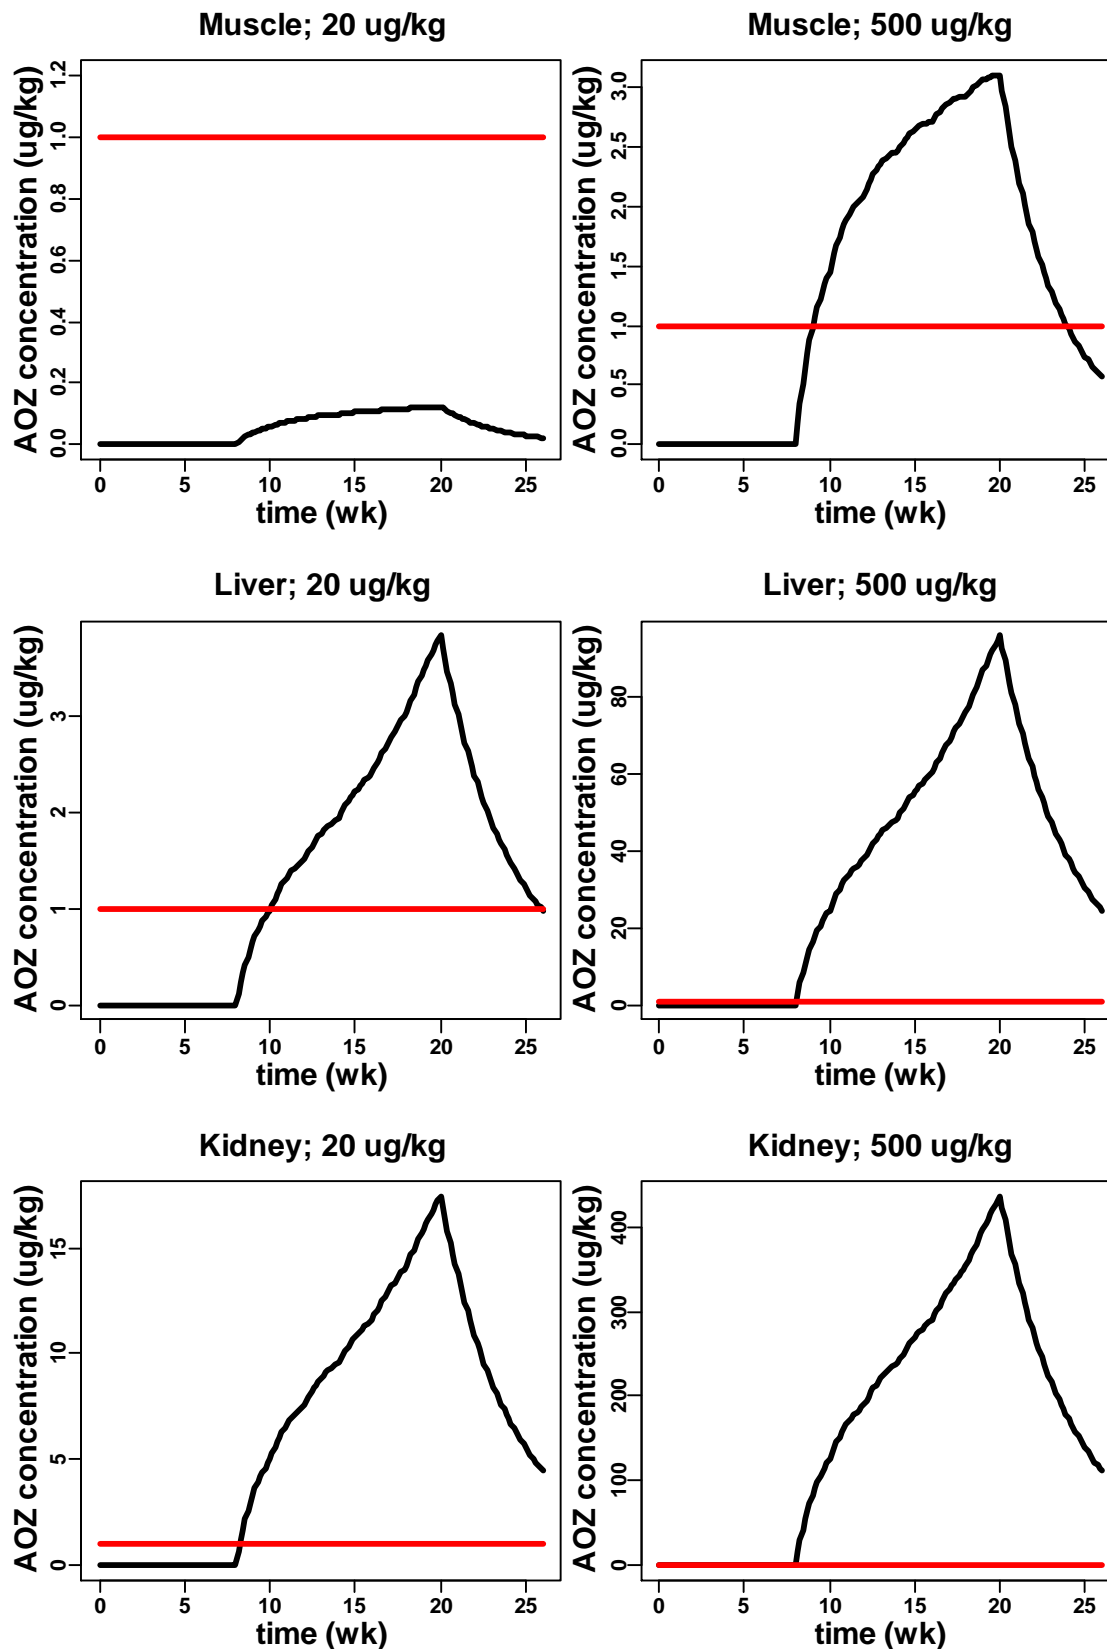 Muscle; 20 ug/kg
AOZ concentration (ug/kg)
0.0 0.2 0.4 0.6 0.8 1.0 1.2
0 5 10 15 20 25
time (wk)
Muscle; 500 ug/kg
AOZ concentration (ug/kg)
0.0 0.5 1.0 1.5 2.0 2.5 3.0
0 5 10 15 20 25
time (wk)
Liver; 20 ug/kg
AOZ concentration (ug/kg)
0 1 2 3
0 5 10 15 20 25
time (wk)
Liver; 500 ug/kg
AOZ concentration (ug/kg)
0 20 40 60 80
0 5 10 15 20 25
time (wk)
Kidney; 20 ug/kg
AOZ concentration (ug/kg)
0 5 10 15
0 5 10 15 20 25
time (wk)
Kidney; 500 ug/kg
AOZ concentration (ug/kg)
0 100 200 300 400
0 5 10 15 20 25
time (wk)